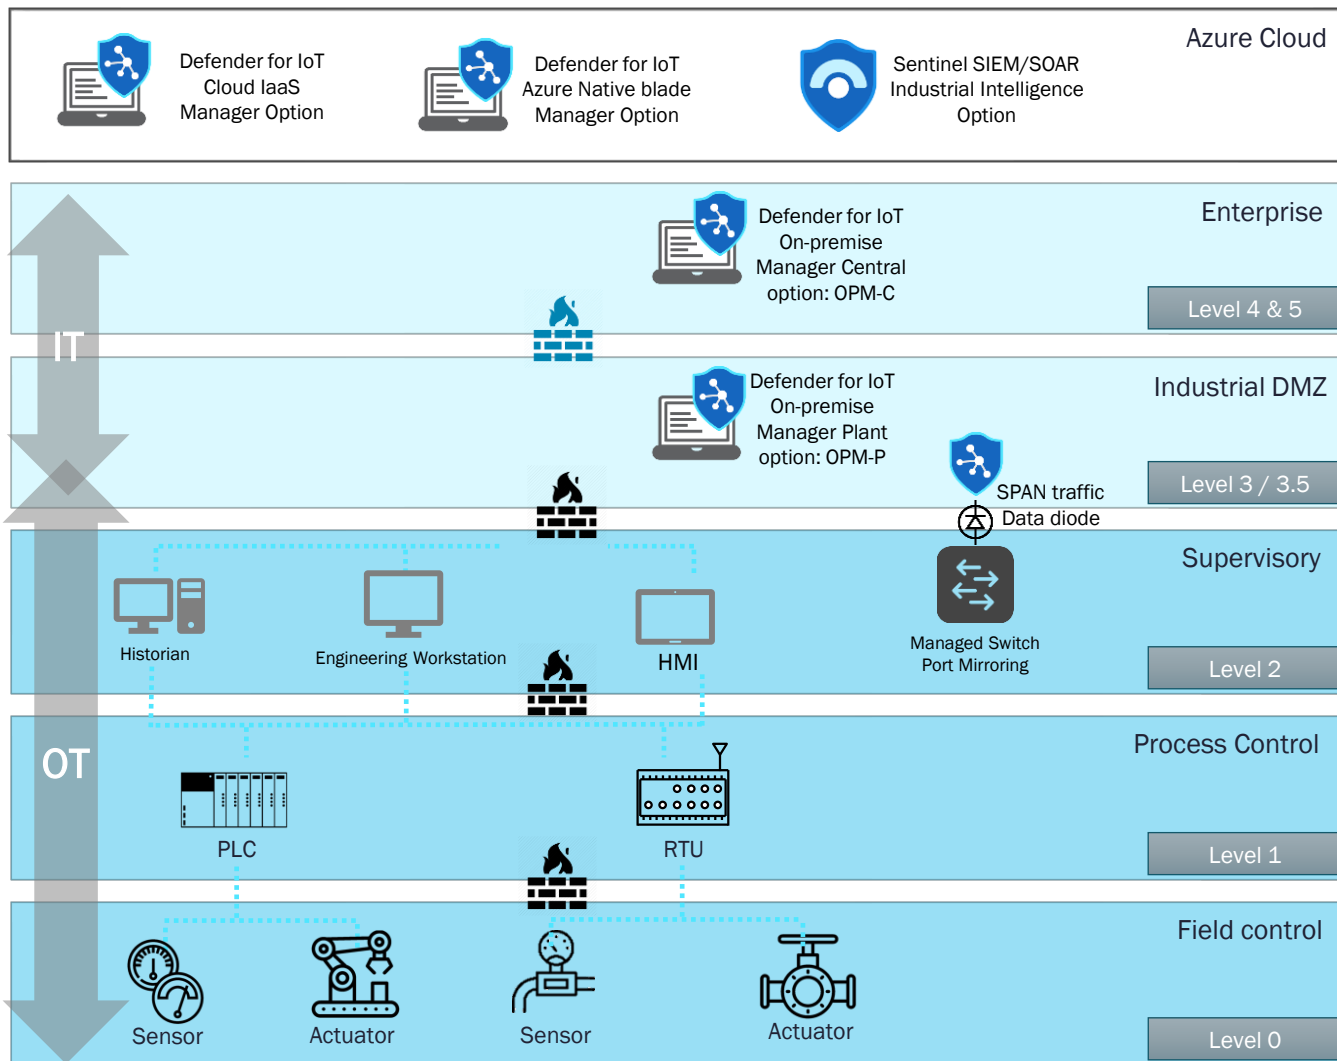 Azure Cloud
Defender for IoT
Cloud IaaS
Manager Option
Defender for IoT
Azure Native blade
Manager Option
Sentinel SIEM/SOAR
Industrial Intelligence
Option
Enterprise
Defender for IoT
On-premise
Manager Central
option: OPM-C
Level 4 & 5
IT
Industrial DMZ
Defender for IoT
On-premise
Manager Plant
option: OPM-P
Level 3 / 3.5
SPAN traffic
Data diode
Supervisory
Historian
Engineering Workstation
HMI
Managed Switch
Port Mirroring
Level 2
OT
Process Control
PLC
RTU
Level 1
Field control
Sensor
Actuator
Sensor
Actuator
Level 0